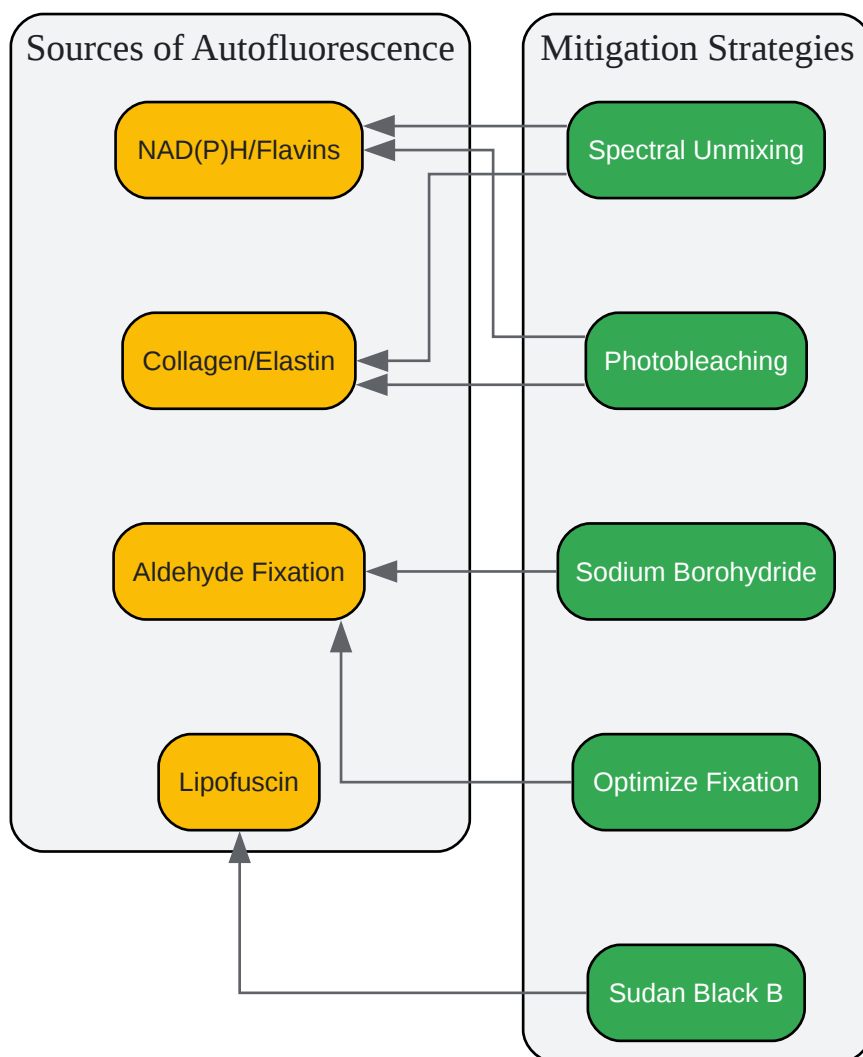 Sources of Autofluorescence
NAD(P)H/Flavins
Collagen/Elastin
Aldehyde Fixation
Lipofuscin
Mitigation Strategies
Spectral Unmixing
Photobleaching
Sodium Borohydride
Optimize Fixation
Sudan Black B